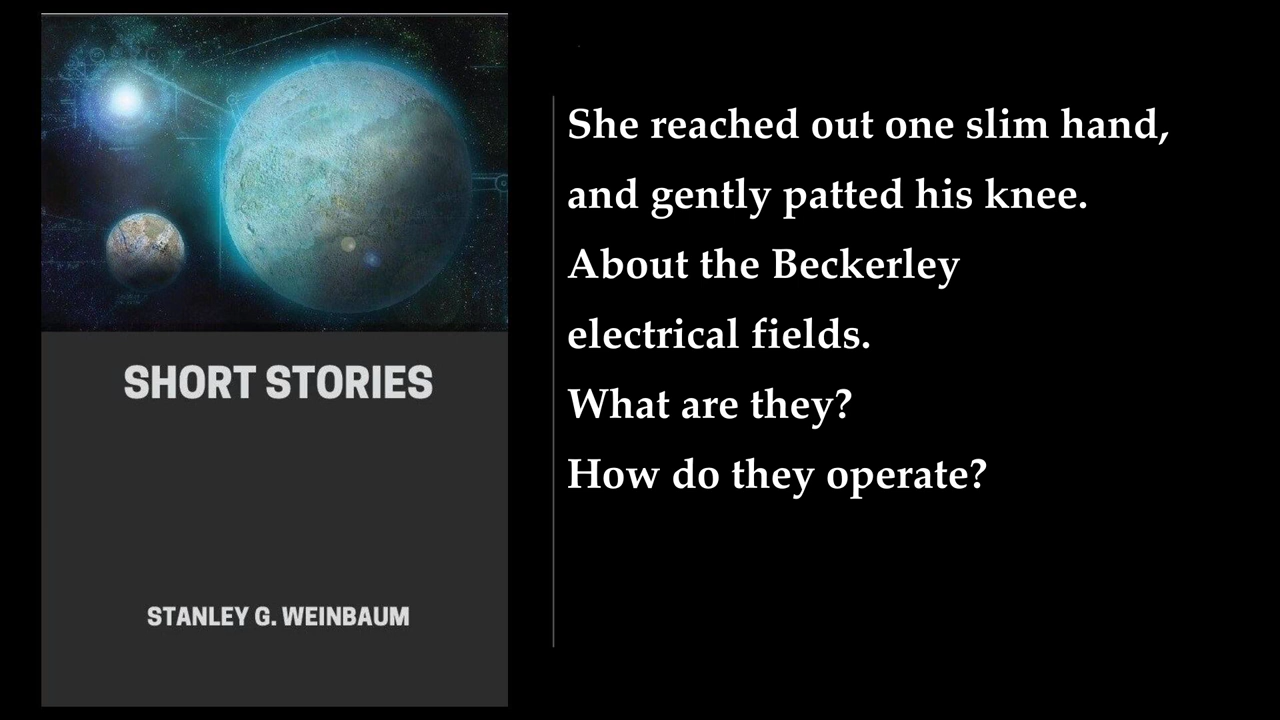 SHORT STORIES
STANLEY G. WEINBAUM
She reached out one slim hand,
and gently patted his knee.
About the Beckerley
electrical fields.
What are they?
How do they operate?